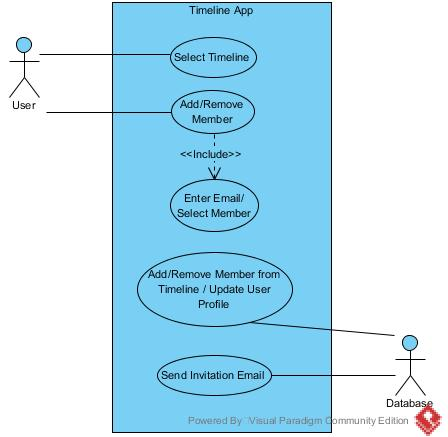 Timeline App
Select Timeline
User
Add/Remove
Member
<<Include>>
Enter Email/
Select Member
Add/Remove Member from
Timeline / Update User
Profile
Send Invitation Email
Database
Powered By Visual Paradigm Community Edition